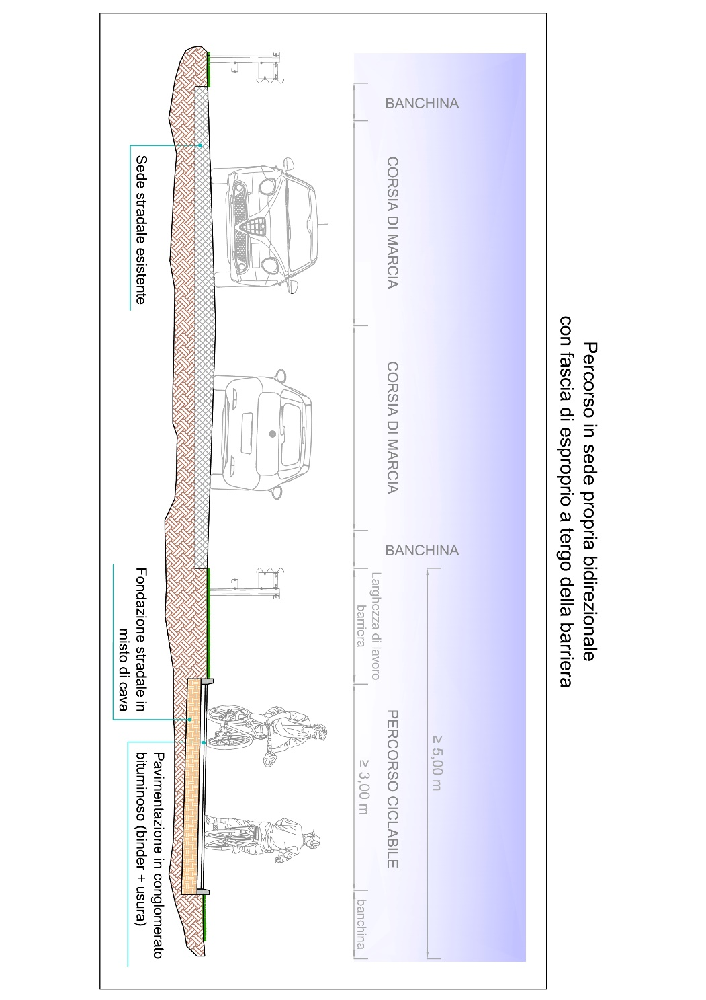 Percorso in sede propria bidirezionale
con fascia di esproprio a tergo della barriera
BANCHINA
CORSIA DI MARCIA
CORSIA DI MARCIA
BANCHINA
≥ 5,00 m
Larghezza di lavoro
barriera
PERCORSO CICLABILE
≥ 3,00 m
banchina
Sede stradale esistente
Fondazione stradale in
misto di cava
Pavimentazione in conglomerato
bituminoso (binder + usura)